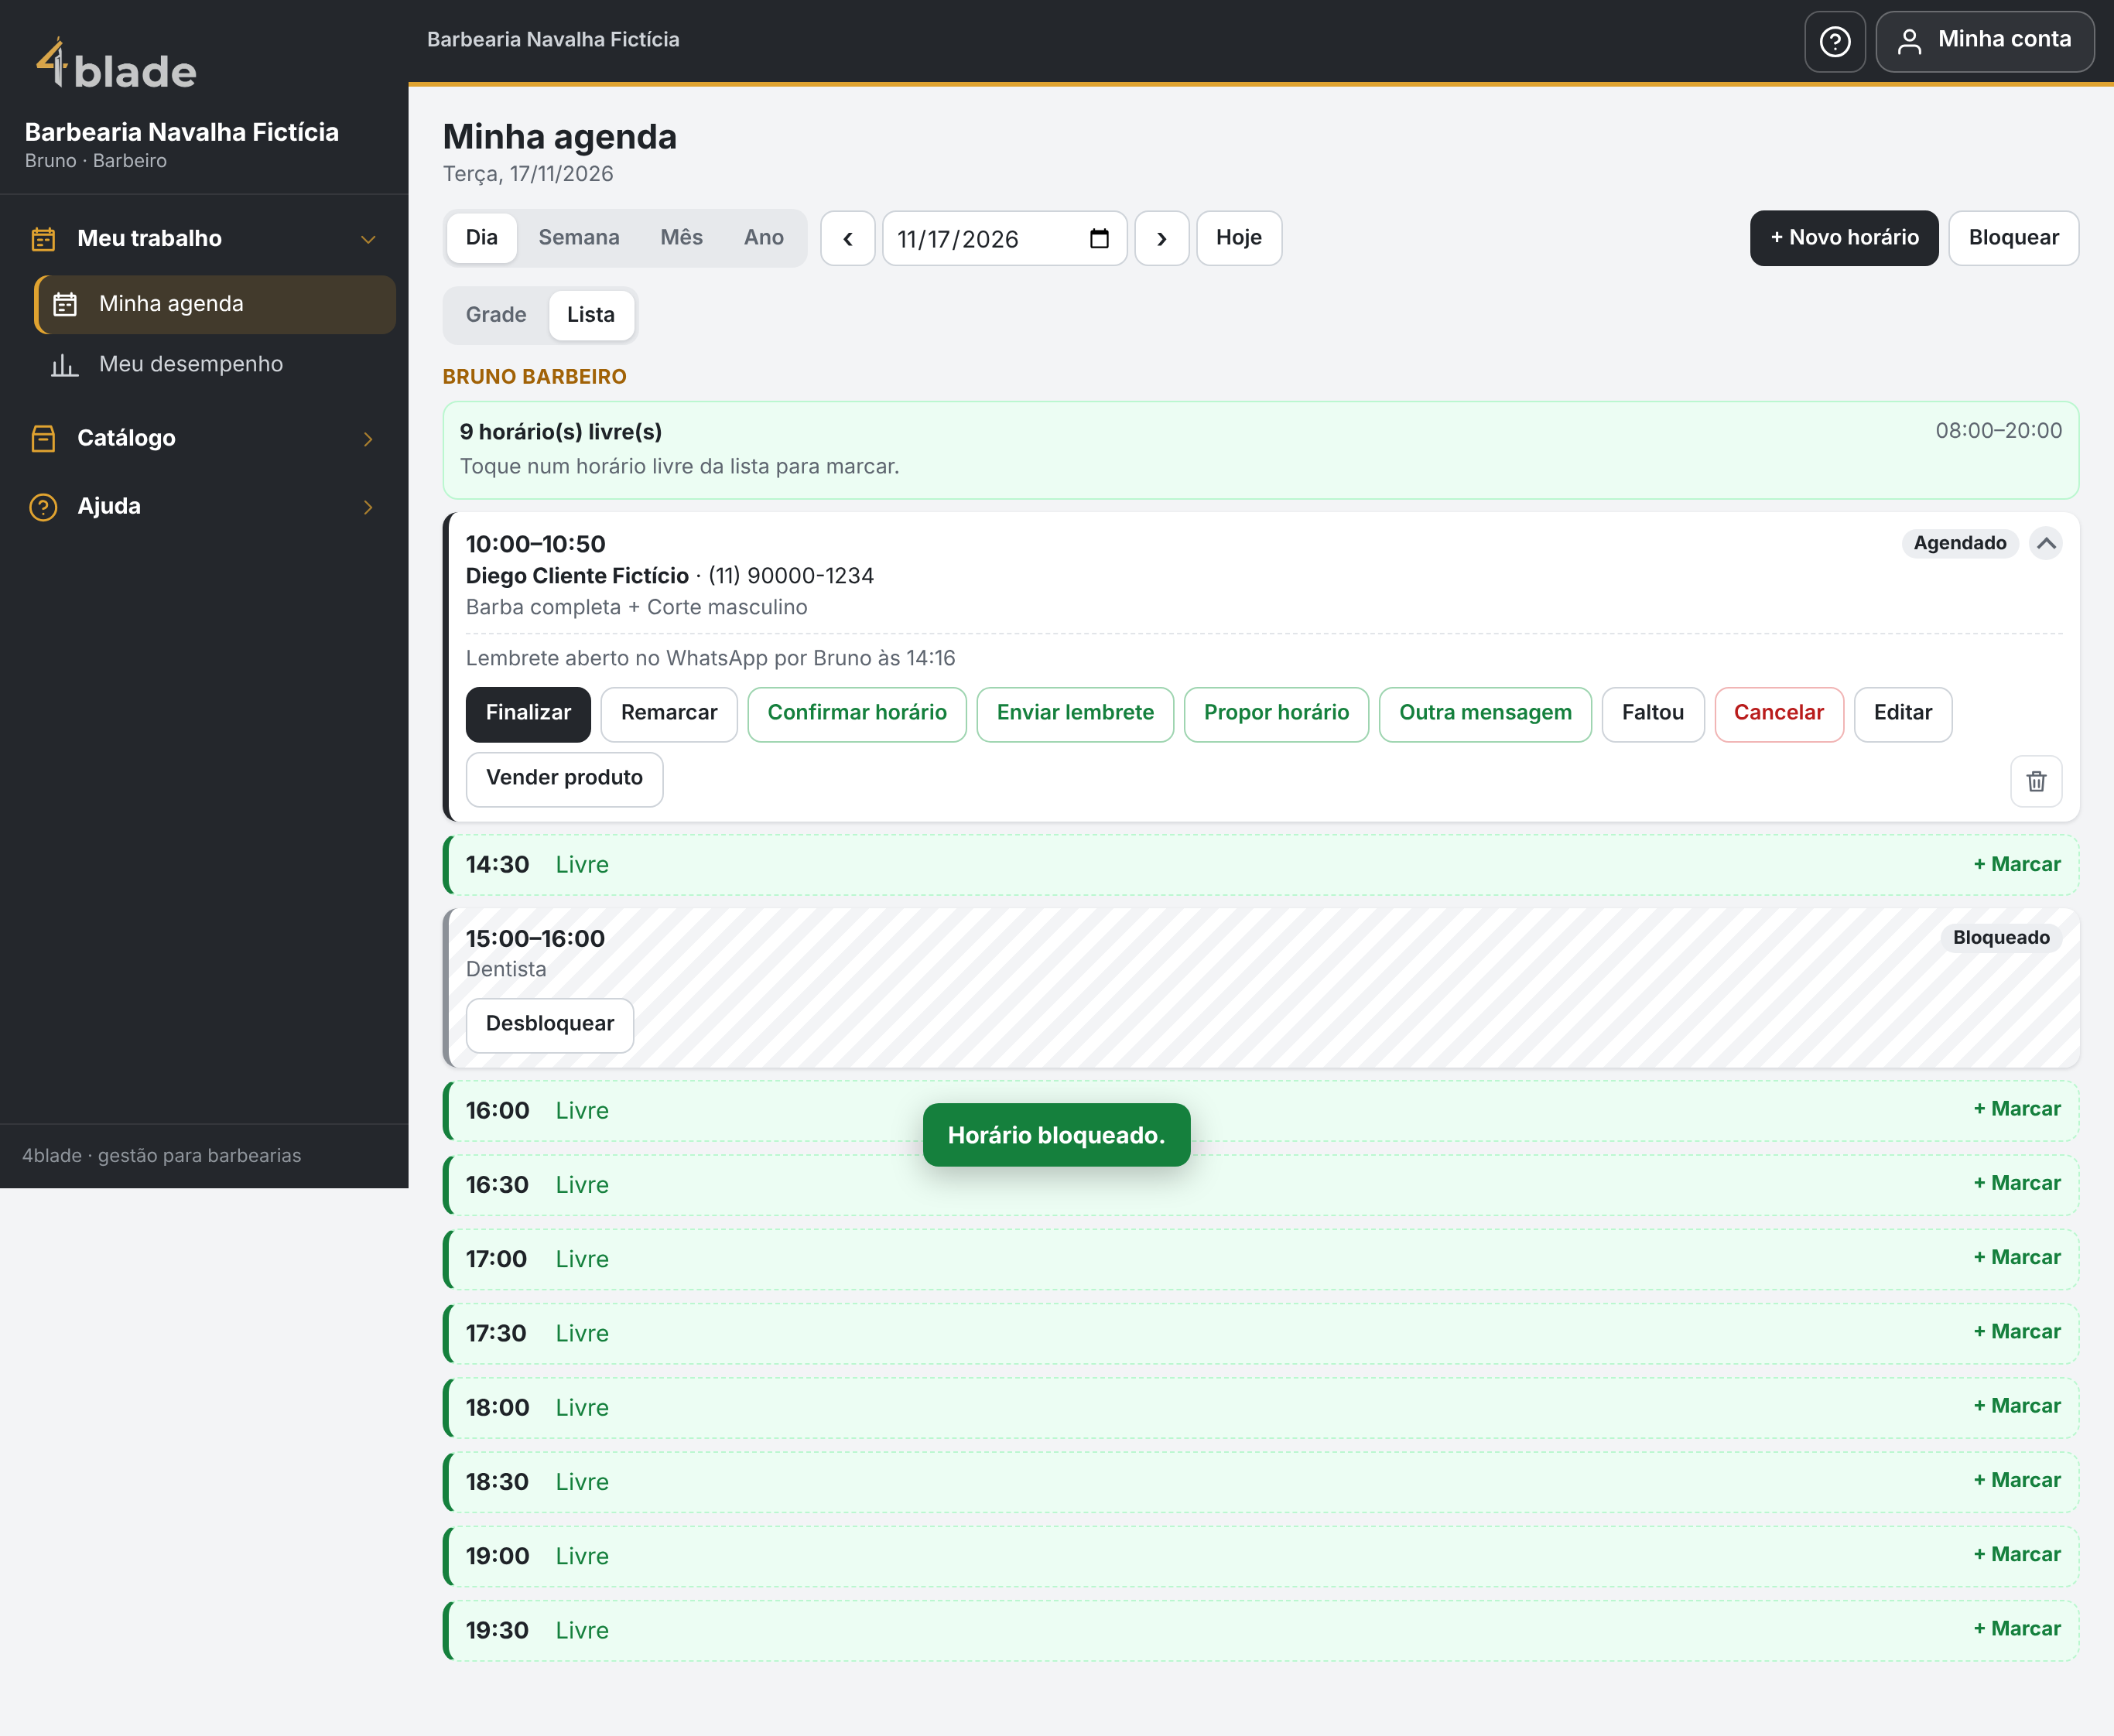 4blade
Barbearia Navalha Fictícia
Bruno · Barbeiro
Meu trabalho
Minha agenda
Meu desempenho
Catálogo
Ajuda
4blade · gestão para barbearias
Barbearia Navalha Fictícia
Minha conta
Minha agenda
Terça, 17/11/2026
Dia Semana Mês Ano ‹ 11/17/2026 › Hoje + Novo horário Bloquear
Grade Lista
BRUNO BARBEIRO
9 horário(s) livre(s) 08:00–20:00
Toque num horário livre da lista para marcar.
10:00–10:50 Agendado
Diego Cliente Fictício · (11) 90000-1234
Barba completa + Corte masculino
Lembrete aberto no WhatsApp por Bruno às 14:16
Finalizar Remarcar Confirmar horário Enviar lembrete Propor horário Outra mensagem Faltou Cancelar Editar
Vender produto
14:30 Livre + Marcar
15:00–16:00 Bloqueado
Dentista
Desbloquear
16:00 Livre + Marcar
Horário bloqueado.
16:30 Livre + Marcar
17:00 Livre + Marcar
17:30 Livre + Marcar
18:00 Livre + Marcar
18:30 Livre + Marcar
19:00 Livre + Marcar
19:30 Livre + Marcar